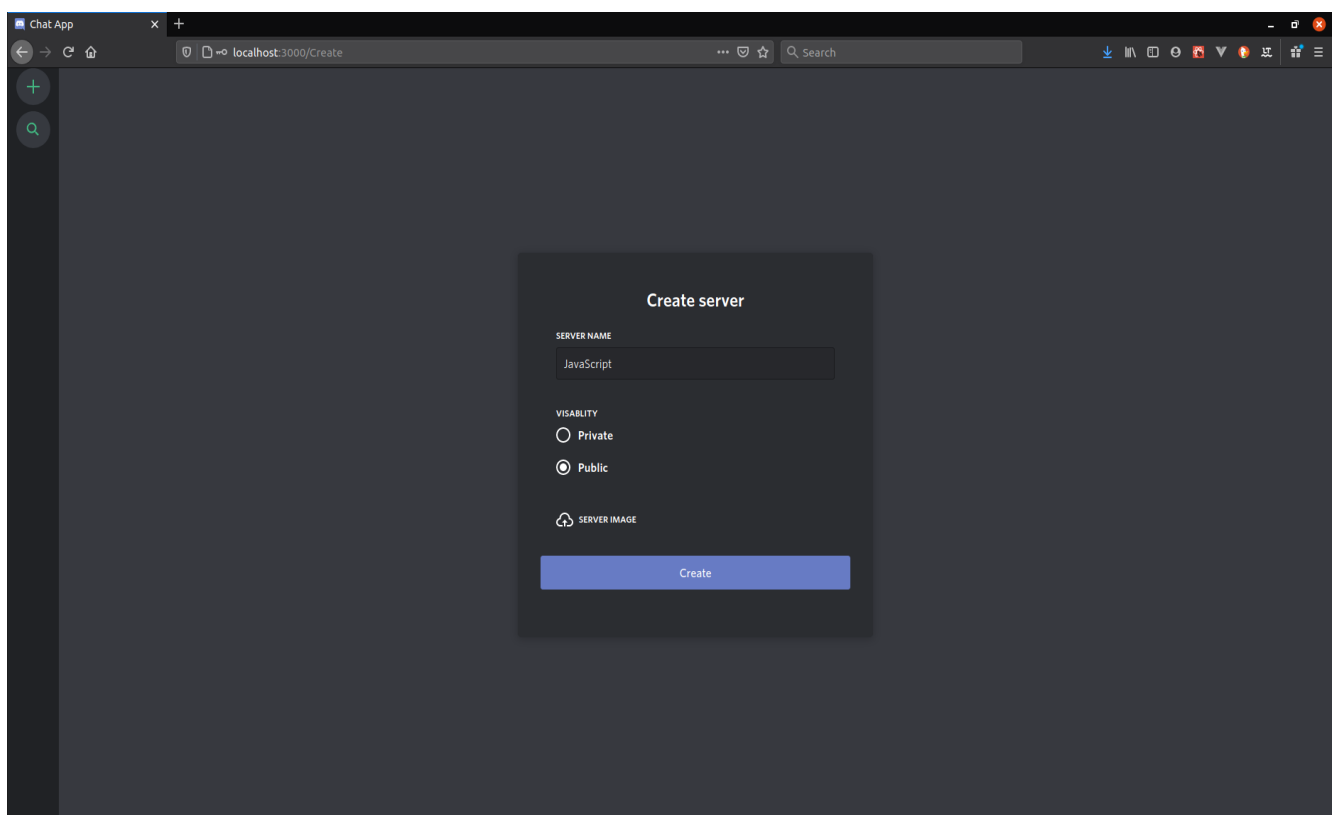 Chat App
localhost:3000/Create
Search
Create server
SERVER NAME
JavaScript
VISABLITY
Private
Public
SERVER IMAGE
Create